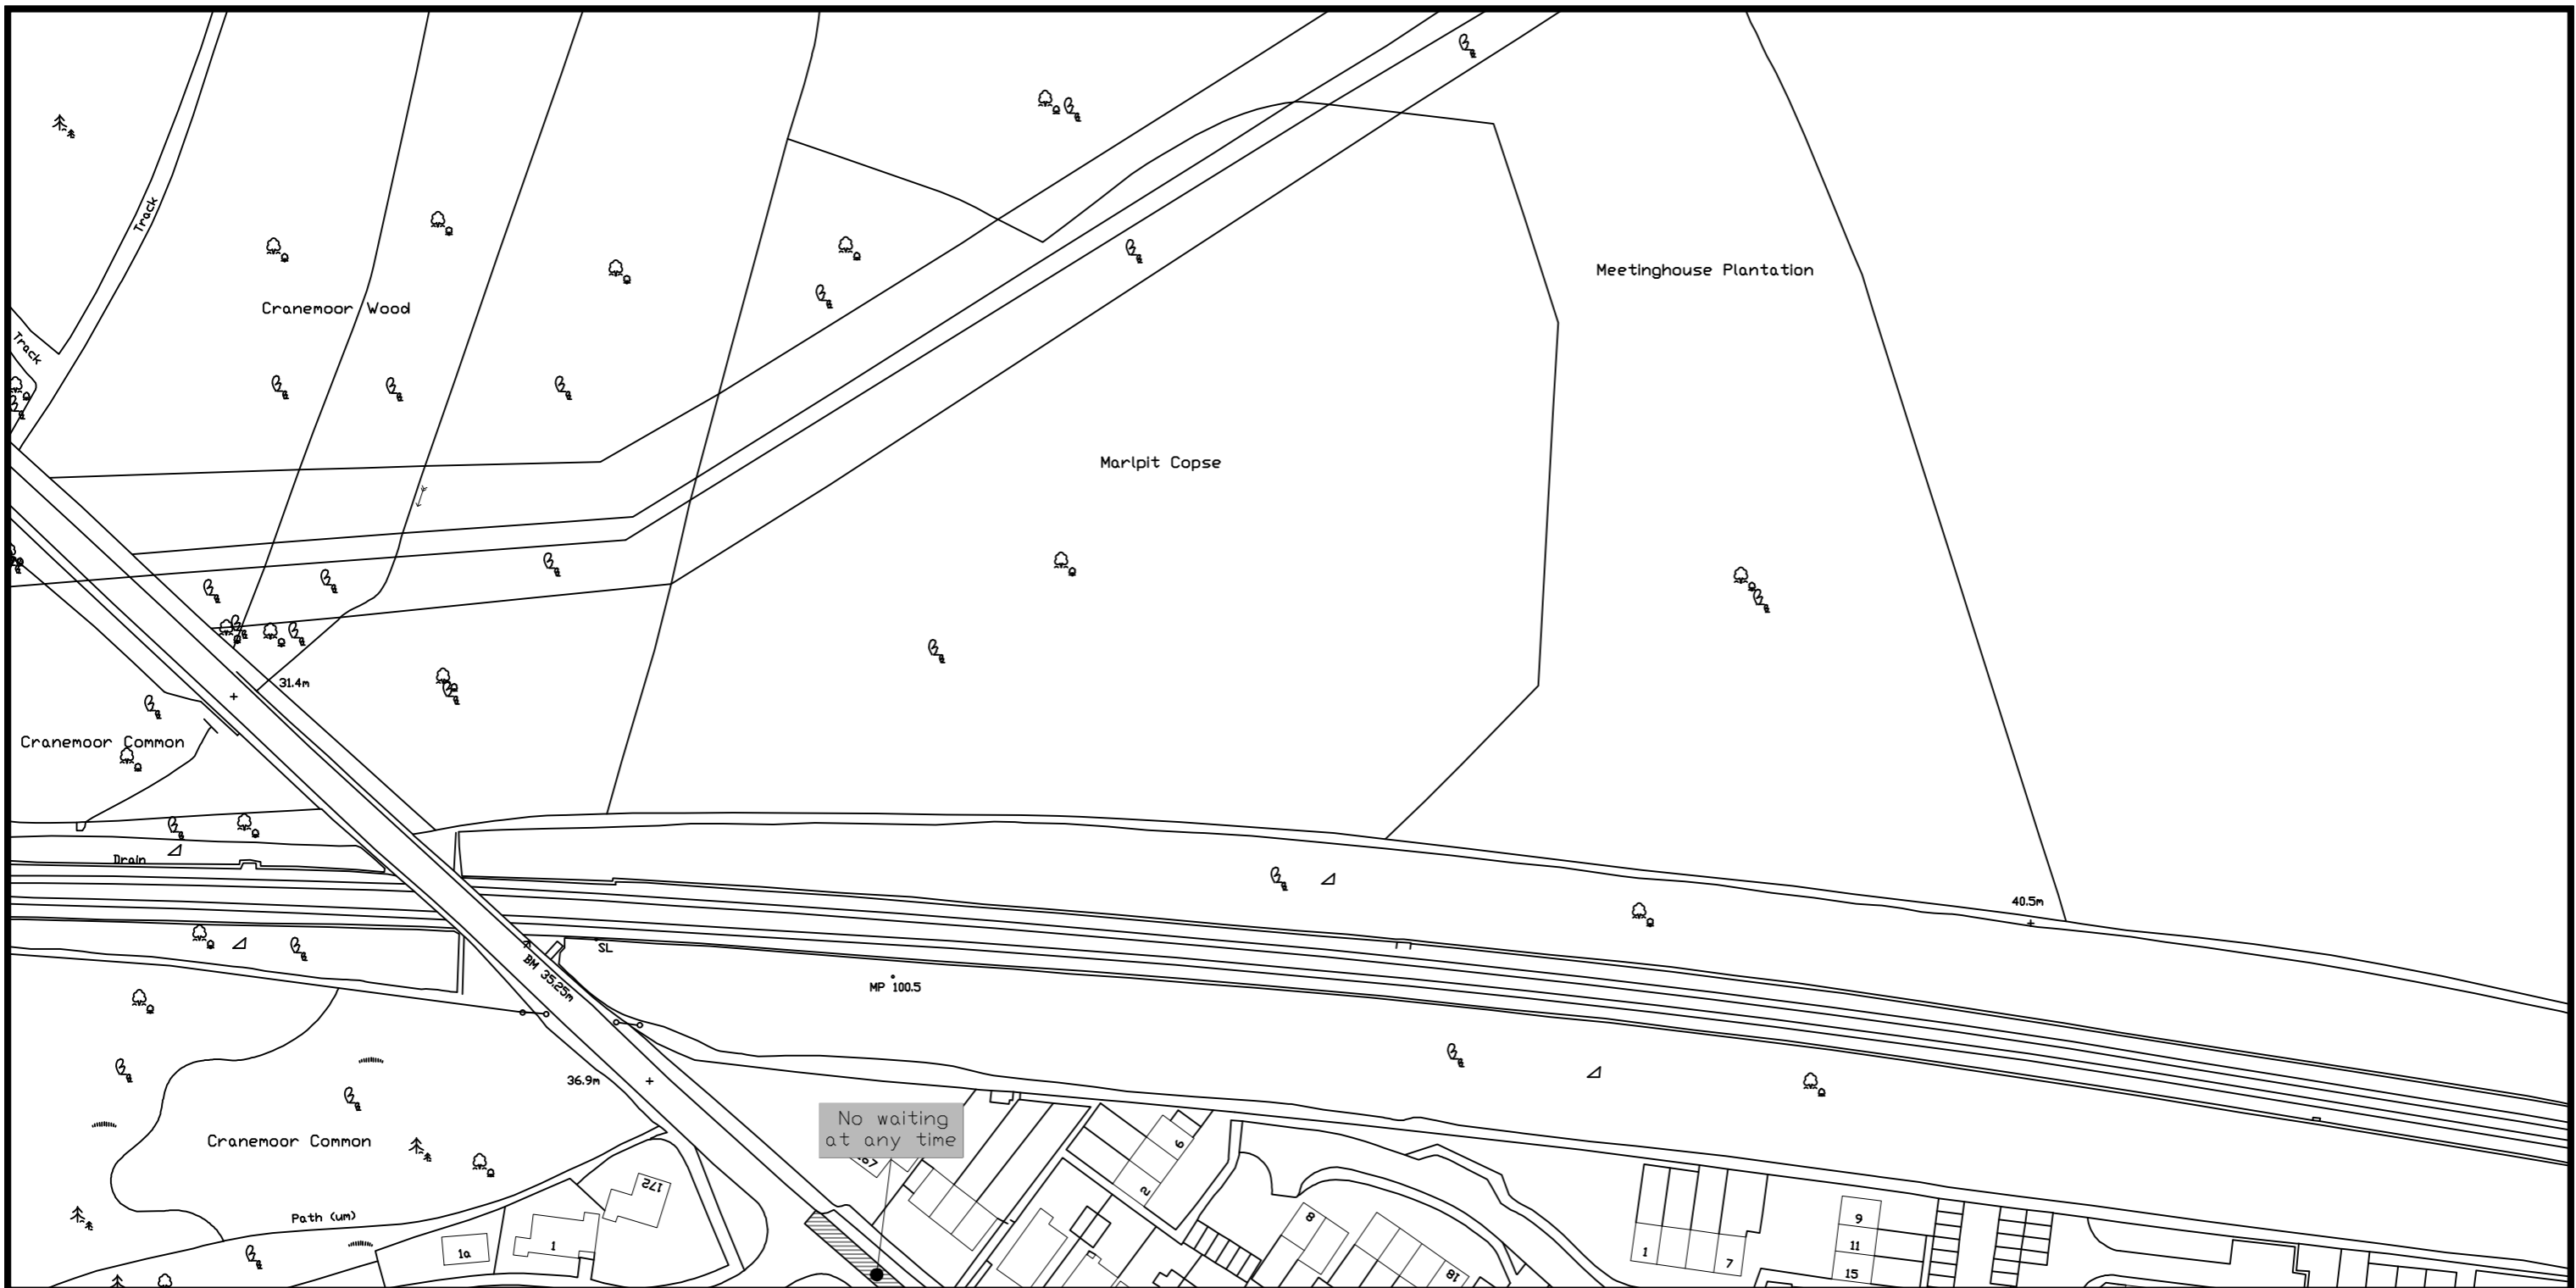 Track
Meetinghouse Plantation
Cranemoor Wood
Track
Marlpit Copse
31.4m
Cranemoor Common
Drain
40.5m
SL
BM 35.25m
MP 100.5
36.9m
No waiting
at any time
Cranemoor Common
6
2
172
Path (um)
1
1a
8
18
1
7
9
11
15